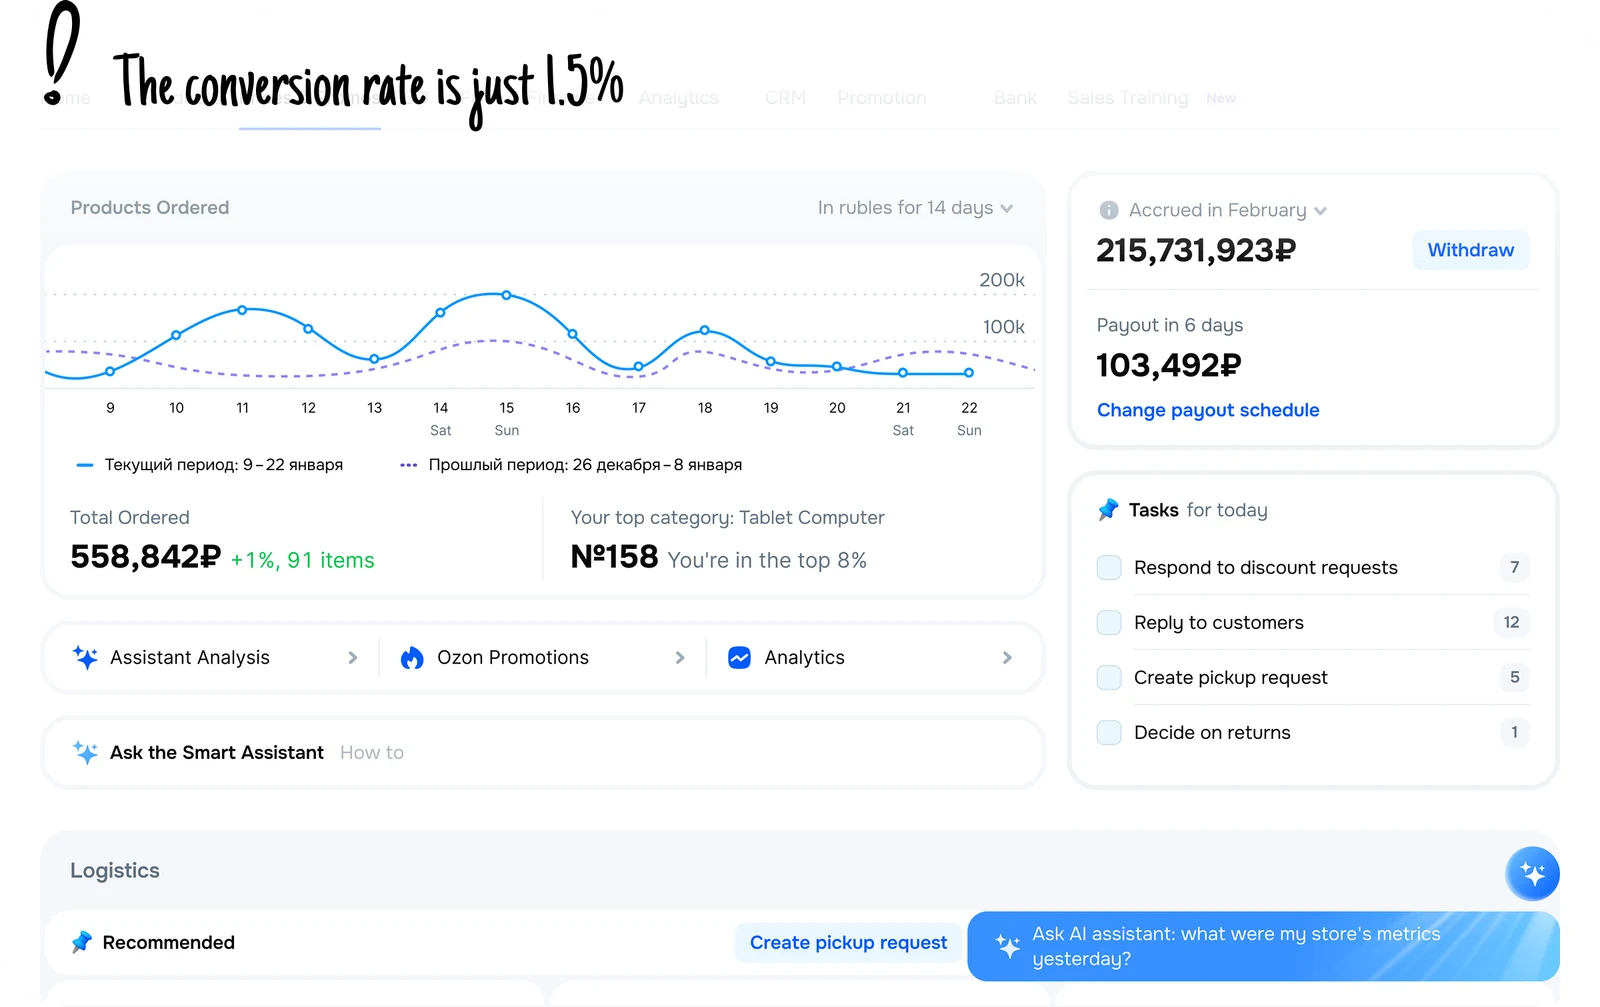 ! The conversion rate is just 1.5%
Analytics CRM Promotion Bank Sales Training New
Products Ordered
In rubles for 14 days
200k
100k
9 10 11 12 13 14 15 16 17 18 19 20 21 22
Sat Sun Sat Sun
Текущий период: 9–22 января
Прошлый период: 26 декабря–8 января
Total Ordered
558,842₽ +1%, 91 items
Your top category: Tablet Computer
№158 You're in the top 8%
Assistant Analysis
Ozon Promotions
Analytics
Ask the Smart Assistant How to
Accrued in February
215,731,923₽
Withdraw
Payout in 6 days
103,492₽
Change payout schedule
Tasks for today
Respond to discount requests 7
Reply to customers 12
Create pickup request 5
Decide on returns 1
Logistics
Recommended
Create pickup request
Ask AI assistant: what were my store's metrics
yesterday?